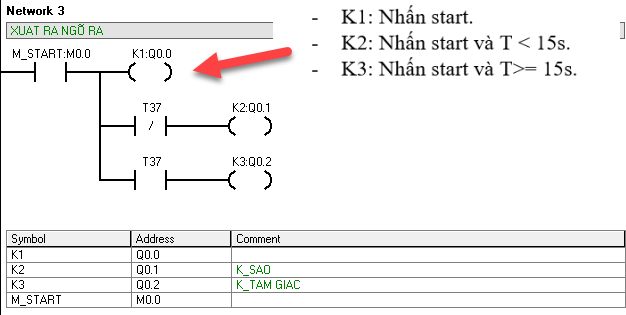 Network 3
XUAT RA NGÕ RA
M_START:M0.0 K1:Q0.0
T37 K2:Q0.1
/
T37 K3:Q0.2
- K1: Nhấn start.
- K2: Nhấn start và T < 15s.
- K3: Nhấn start và T>= 15s.
Symbol Address Comment
K1 Q0.0
K2 Q0.1 K_SAO
K3 Q0.2 K_TAM GIAC
M_START M0.0